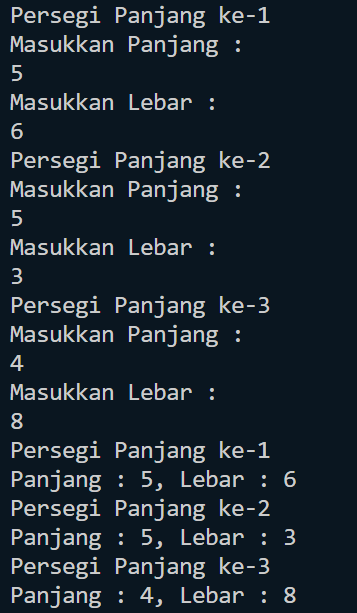 Persegi Panjang ke-1
Masukkan Panjang :
5
Masukkan Lebar :
6
Persegi Panjang ke-2
Masukkan Panjang :
5
Masukkan Lebar :
3
Persegi Panjang ke-3
Masukkan Panjang :
4
Masukkan Lebar :
8
Persegi Panjang ke-1
Panjang : 5, Lebar : 6
Persegi Panjang ke-2
Panjang : 5, Lebar : 3
Persegi Panjang ke-3
Panjang : 4, Lebar : 8